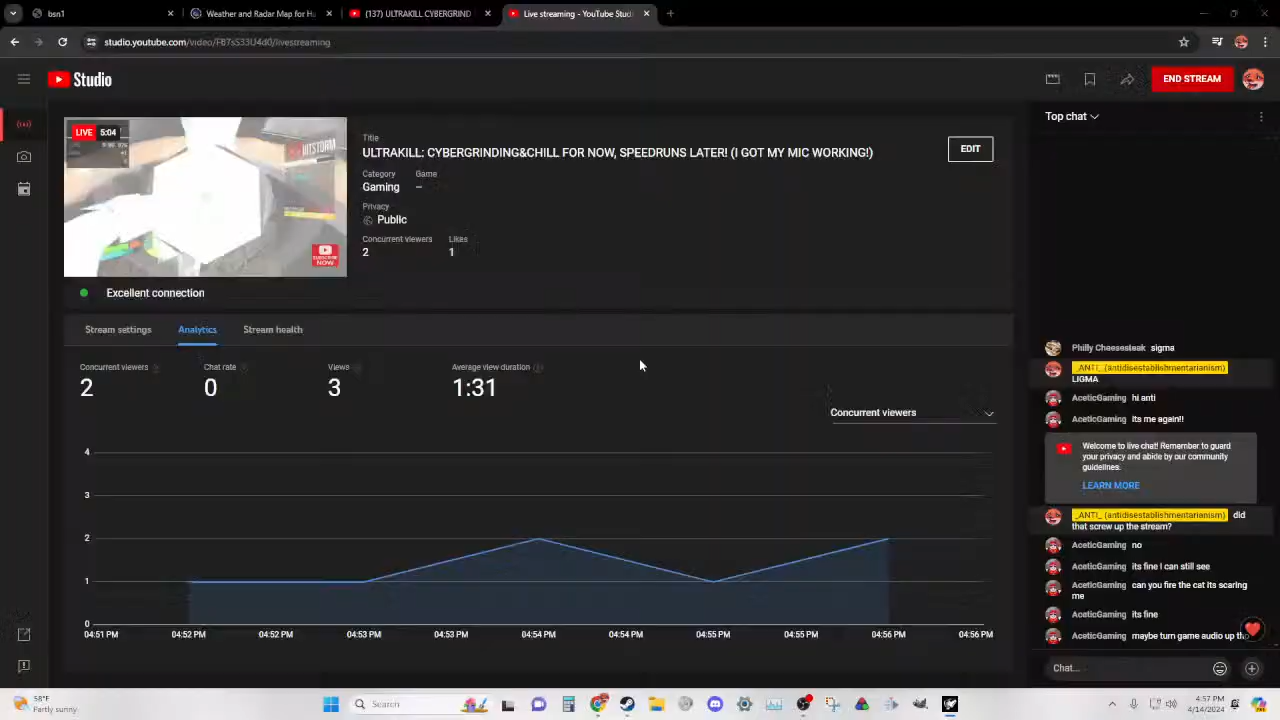 bsn1
Weather and Radar Map for Hu
(137) ULTRAKILL CYBERGRIND
Live streaming - YouTube Stud
studio.youtube.com/video/F87sS33U4d0/livestreaming
Studio
END STREAM
LIVE 5:04
HITSTORM
SUBSCRIBE
NOW
Title
ULTRAKILL: CYBERGRINDING&CHILL FOR NOW, SPEEDRUNS LATER! (I GOT MY MIC WORKING!)
EDIT
Category
Game
Gaming
–
Privacy
Public
Concurrent viewers
Likes
2
1
Excellent connection
Stream settings
Analytics
Stream health
Concurrent viewers
Chat rate
Views
Average view duration
2
0
3
1:31
Concurrent viewers
4
3
2
1
0
04:51 PM
04:52 PM
04:52 PM
04:53 PM
04:53 PM
04:54 PM
04:54 PM
04:55 PM
04:55 PM
04:56 PM
04:56 PM
Top chat
Philly Cheesesteak sigma
_ANTI_ (antidisestablishmentarianism)
LIGMA
AceticGaming hi anti
AceticGaming Its me again!!
Welcome to live chat! Remember to guard
your privacy and abide by our community
guidelines.
LEARN MORE
_ANTI_ (antidisestablishmentarianism) did
that screw up the stream?
AceticGaming no
AceticGaming its fine I can still see
AceticGaming can you fire the cat its scaring
me
AceticGaming its fine
AceticGaming maybe turn game audio up
Chat...
58°F
Partly sunny
Search
4:57 PM
4/14/2024